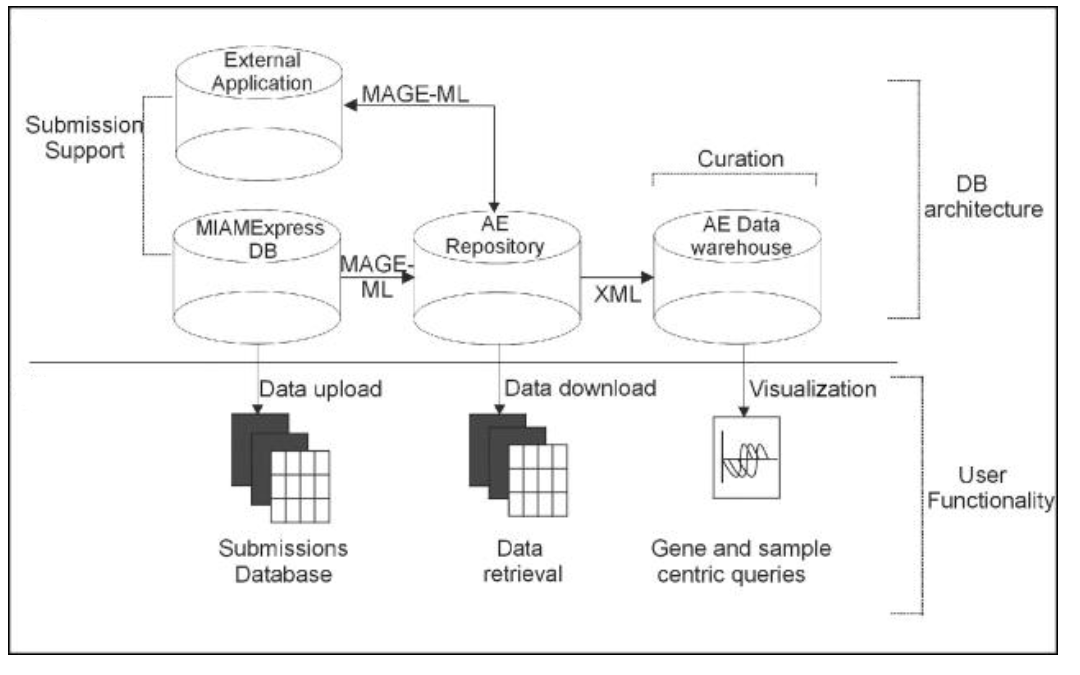 External
Application
MAGE-ML
Submission
Support
Curation
DB
architecture
MIAMExpress
DB
MAGE-
ML
AE
Repository
XML
AE Data
warehouse
Data upload
Data download
Visualization
User
Functionality
Submissions
Database
Data
retrieval
Gene and sample
centric queries